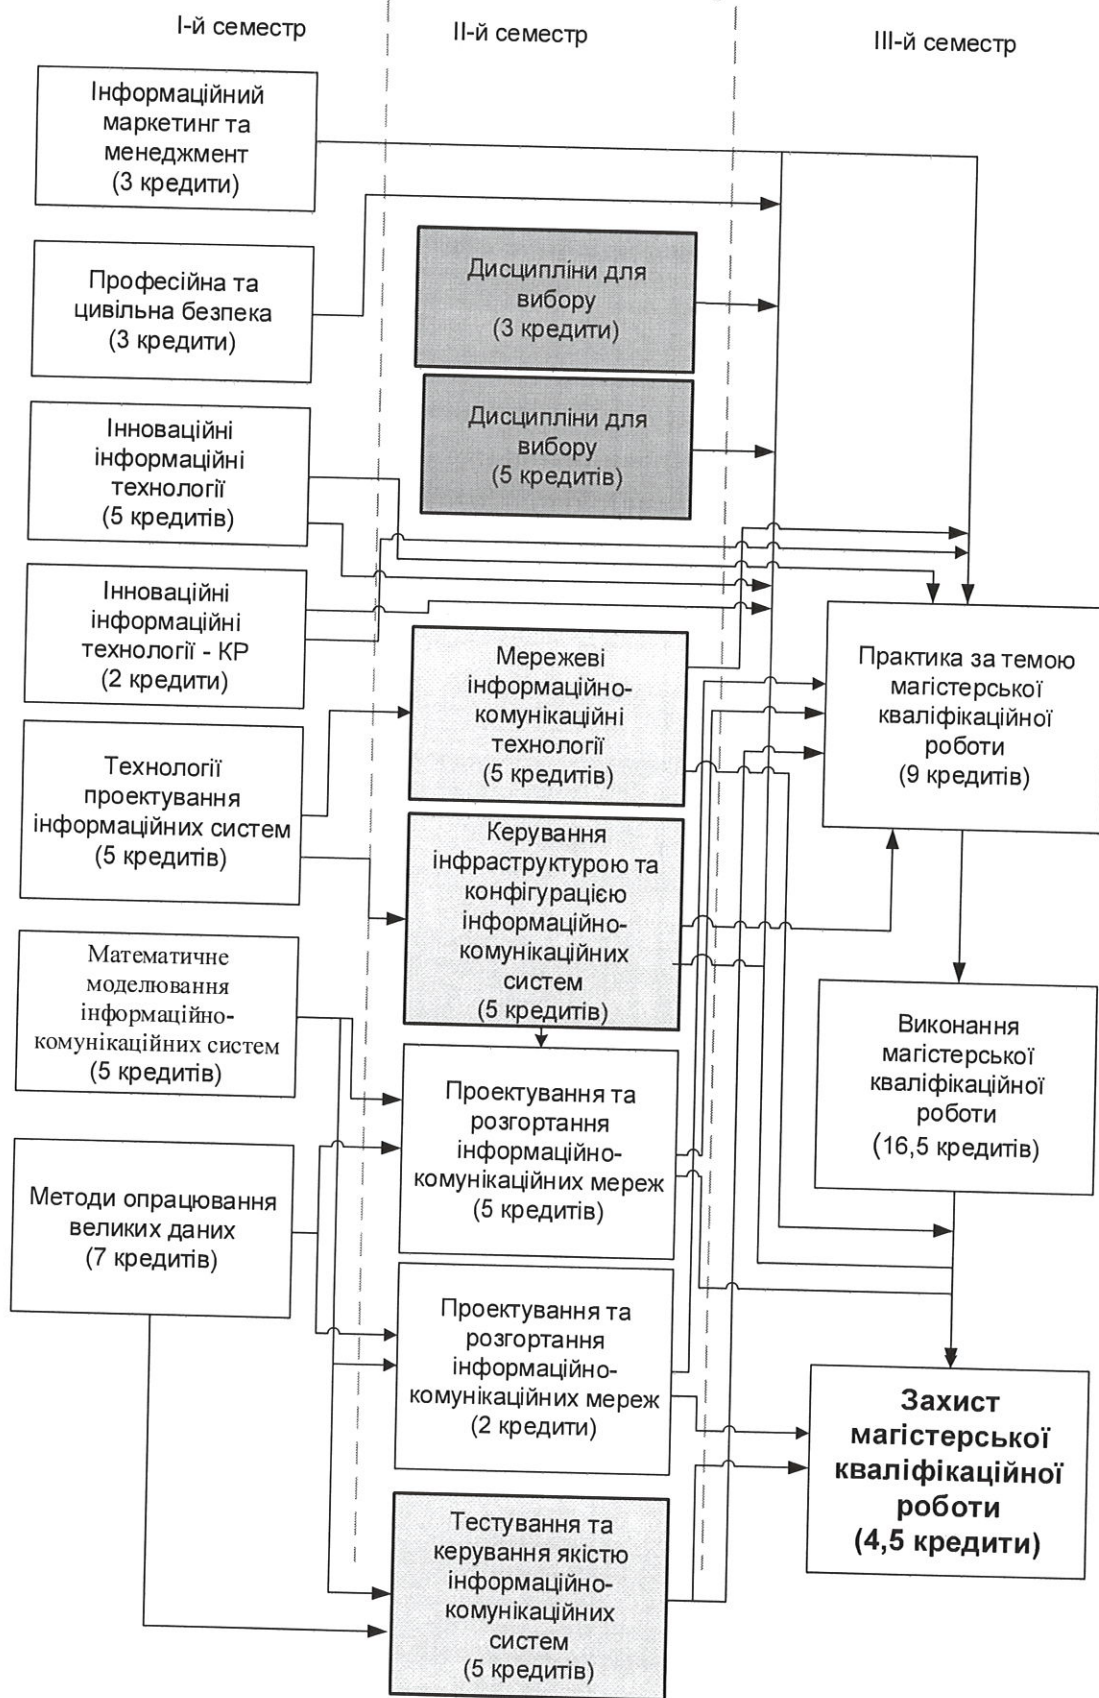 І-й семестр
ІІ-й семестр
ІІІ-й семестр
Інформаційний
маркетинг та
менеджмент
(3 кредити)
Професійна та
цивільна безпека
(3 кредити)
Інноваційні
інформаційні
технології
(5 кредитів)
Інноваційні
інформаційні
технології - КР
(2 кредити)
Технології
проектування
інформаційних систем
(5 кредитів)
Математичне
моделювання
інформаційно-
комунікаційних систем
(5 кредитів)
Методи опрацювання
великих даних
(7 кредитів)
Дисципліни для
вибору
(3 кредити)
Дисципліни для
вибору
(5 кредитів)
Мережеві
інформаційно-
комунікаційні
технології
(5 кредитів)
Керування
інфраструктурою та
конфігурацією
інформаційно-
комунікаційних
систем
(5 кредитів)
Проектування та
розгортання
інформаційно-
комунікаційних мереж
(5 кредитів)
Проектування та
розгортання
інформаційно-
комунікаційних мереж
(2 кредити)
Тестування та
керування якістю
інформаційно-
комунікаційних
систем
(5 кредитів)
Практика за темою
магістерської
кваліфікаційної
роботи
(9 кредитів)
Виконання
магістерської
кваліфікаційної
роботи
(16,5 кредитів)
Захист
магістерської
кваліфікаційної
роботи
(4,5 кредити)